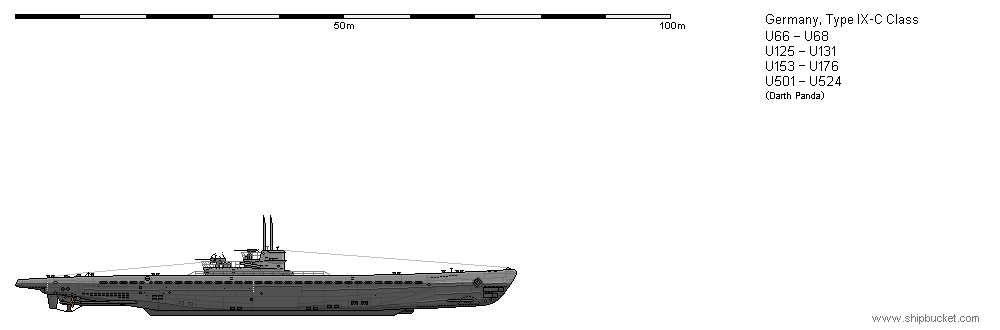 50m
100m
Germany, Type IX-C Class
U66 – U68
U125 – U131
U153 – U176
U501 – U524
(Darth Panda)
www.shipbucket.com